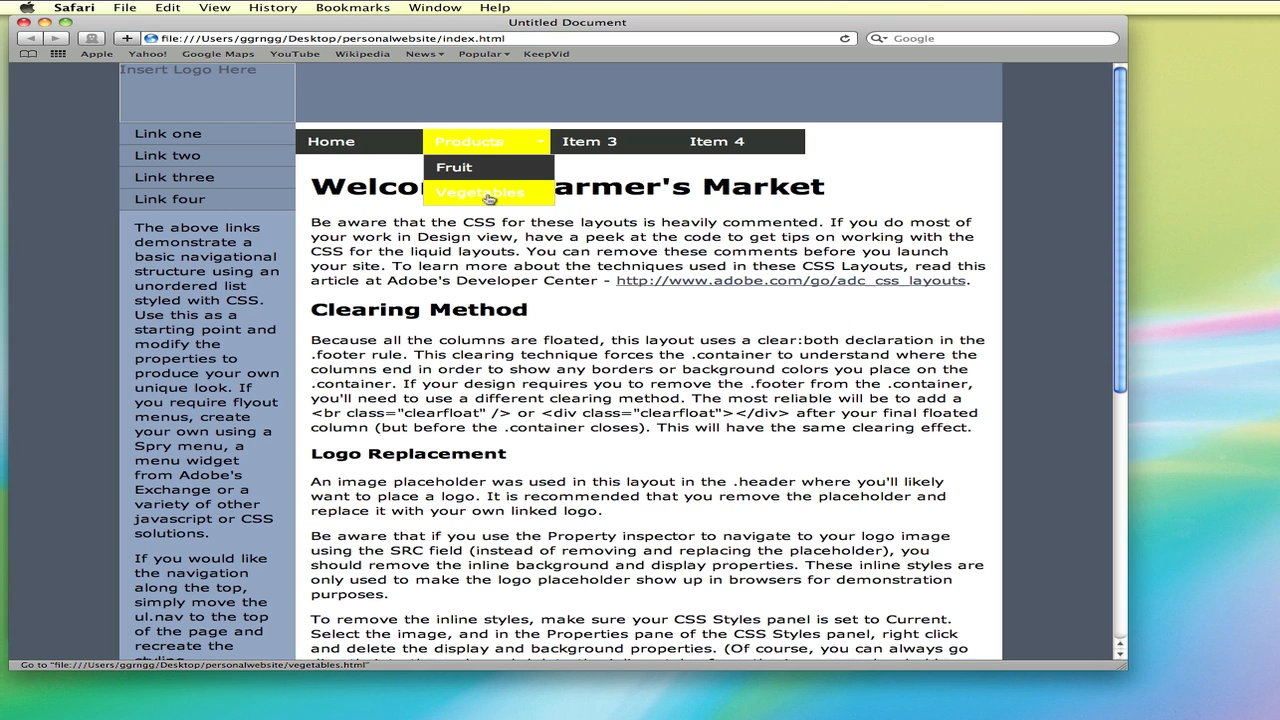 Safari File Edit View History Bookmarks Window Help
Untitled Document
file:///Users/ggrngg/Desktop/personalwebsite/index.html
Google
Apple Yahoo! Google Maps YouTube Wikipedia News Popular KeepVid
Insert Logo Here
Link one
Link two
Link three
Link four
The above links
demonstrate a
basic navigational
structure using an
unordered list
styled with CSS.
Use this as a
starting point and
modify the
properties to
produce your own
unique look. If
you require flyout
menus, create
your own using a
Spry menu, a
menu widget
from Adobe's
Exchange or a
variety of other
javascript or CSS
solutions.
If you would like
the navigation
along the top,
simply move the
ul.nav to the top
of the page and
recreate the
Home Products Item 3 Item 4
Fruit
Vegetables
Market
Be aware that the CSS for these layouts is heavily commented. If you do most of
your work in Design view, have a peek at the code to get tips on working with the
CSS for the liquid layouts. You can remove these comments before you launch
your site. To learn more about the techniques used in these CSS Layouts, read this
article at Adobe's Developer Center - http://www.adobe.com/go/adc_css_layouts.
Clearing Method
Because all the columns are floated, this layout uses a clear:both declaration in the
.footer rule. This clearing technique forces the .container to understand where the
columns end in order to show any borders or background colors you place on the
.container. If your design requires you to remove the .footer from the .container,
you'll need to use a different clearing method. The most reliable will be to add a
<br class="clearfloat" /> or <div class="clearfloat"></div> after your final floated
column (but before the .container closes). This will have the same clearing effect.
Logo Replacement
An image placeholder was used in this layout in the .header where you'll likely
want to place a logo. It is recommended that you remove the placeholder and
replace it with your own linked logo.
Be aware that if you use the Property inspector to navigate to your logo image
using the SRC field (instead of removing and replacing the placeholder), you
should remove the inline background and display properties. These inline styles are
only used to make the logo placeholder show up in browsers for demonstration
purposes.
To remove the inline styles, make sure your CSS Styles panel is set to Current.
Select the image, and in the Properties pane of the CSS Styles panel, right click
and delete the display and background properties. (Of course, you can always go
Go to "file:///Users/ggrngg/Desktop/personalwebsite/vegetables.html"